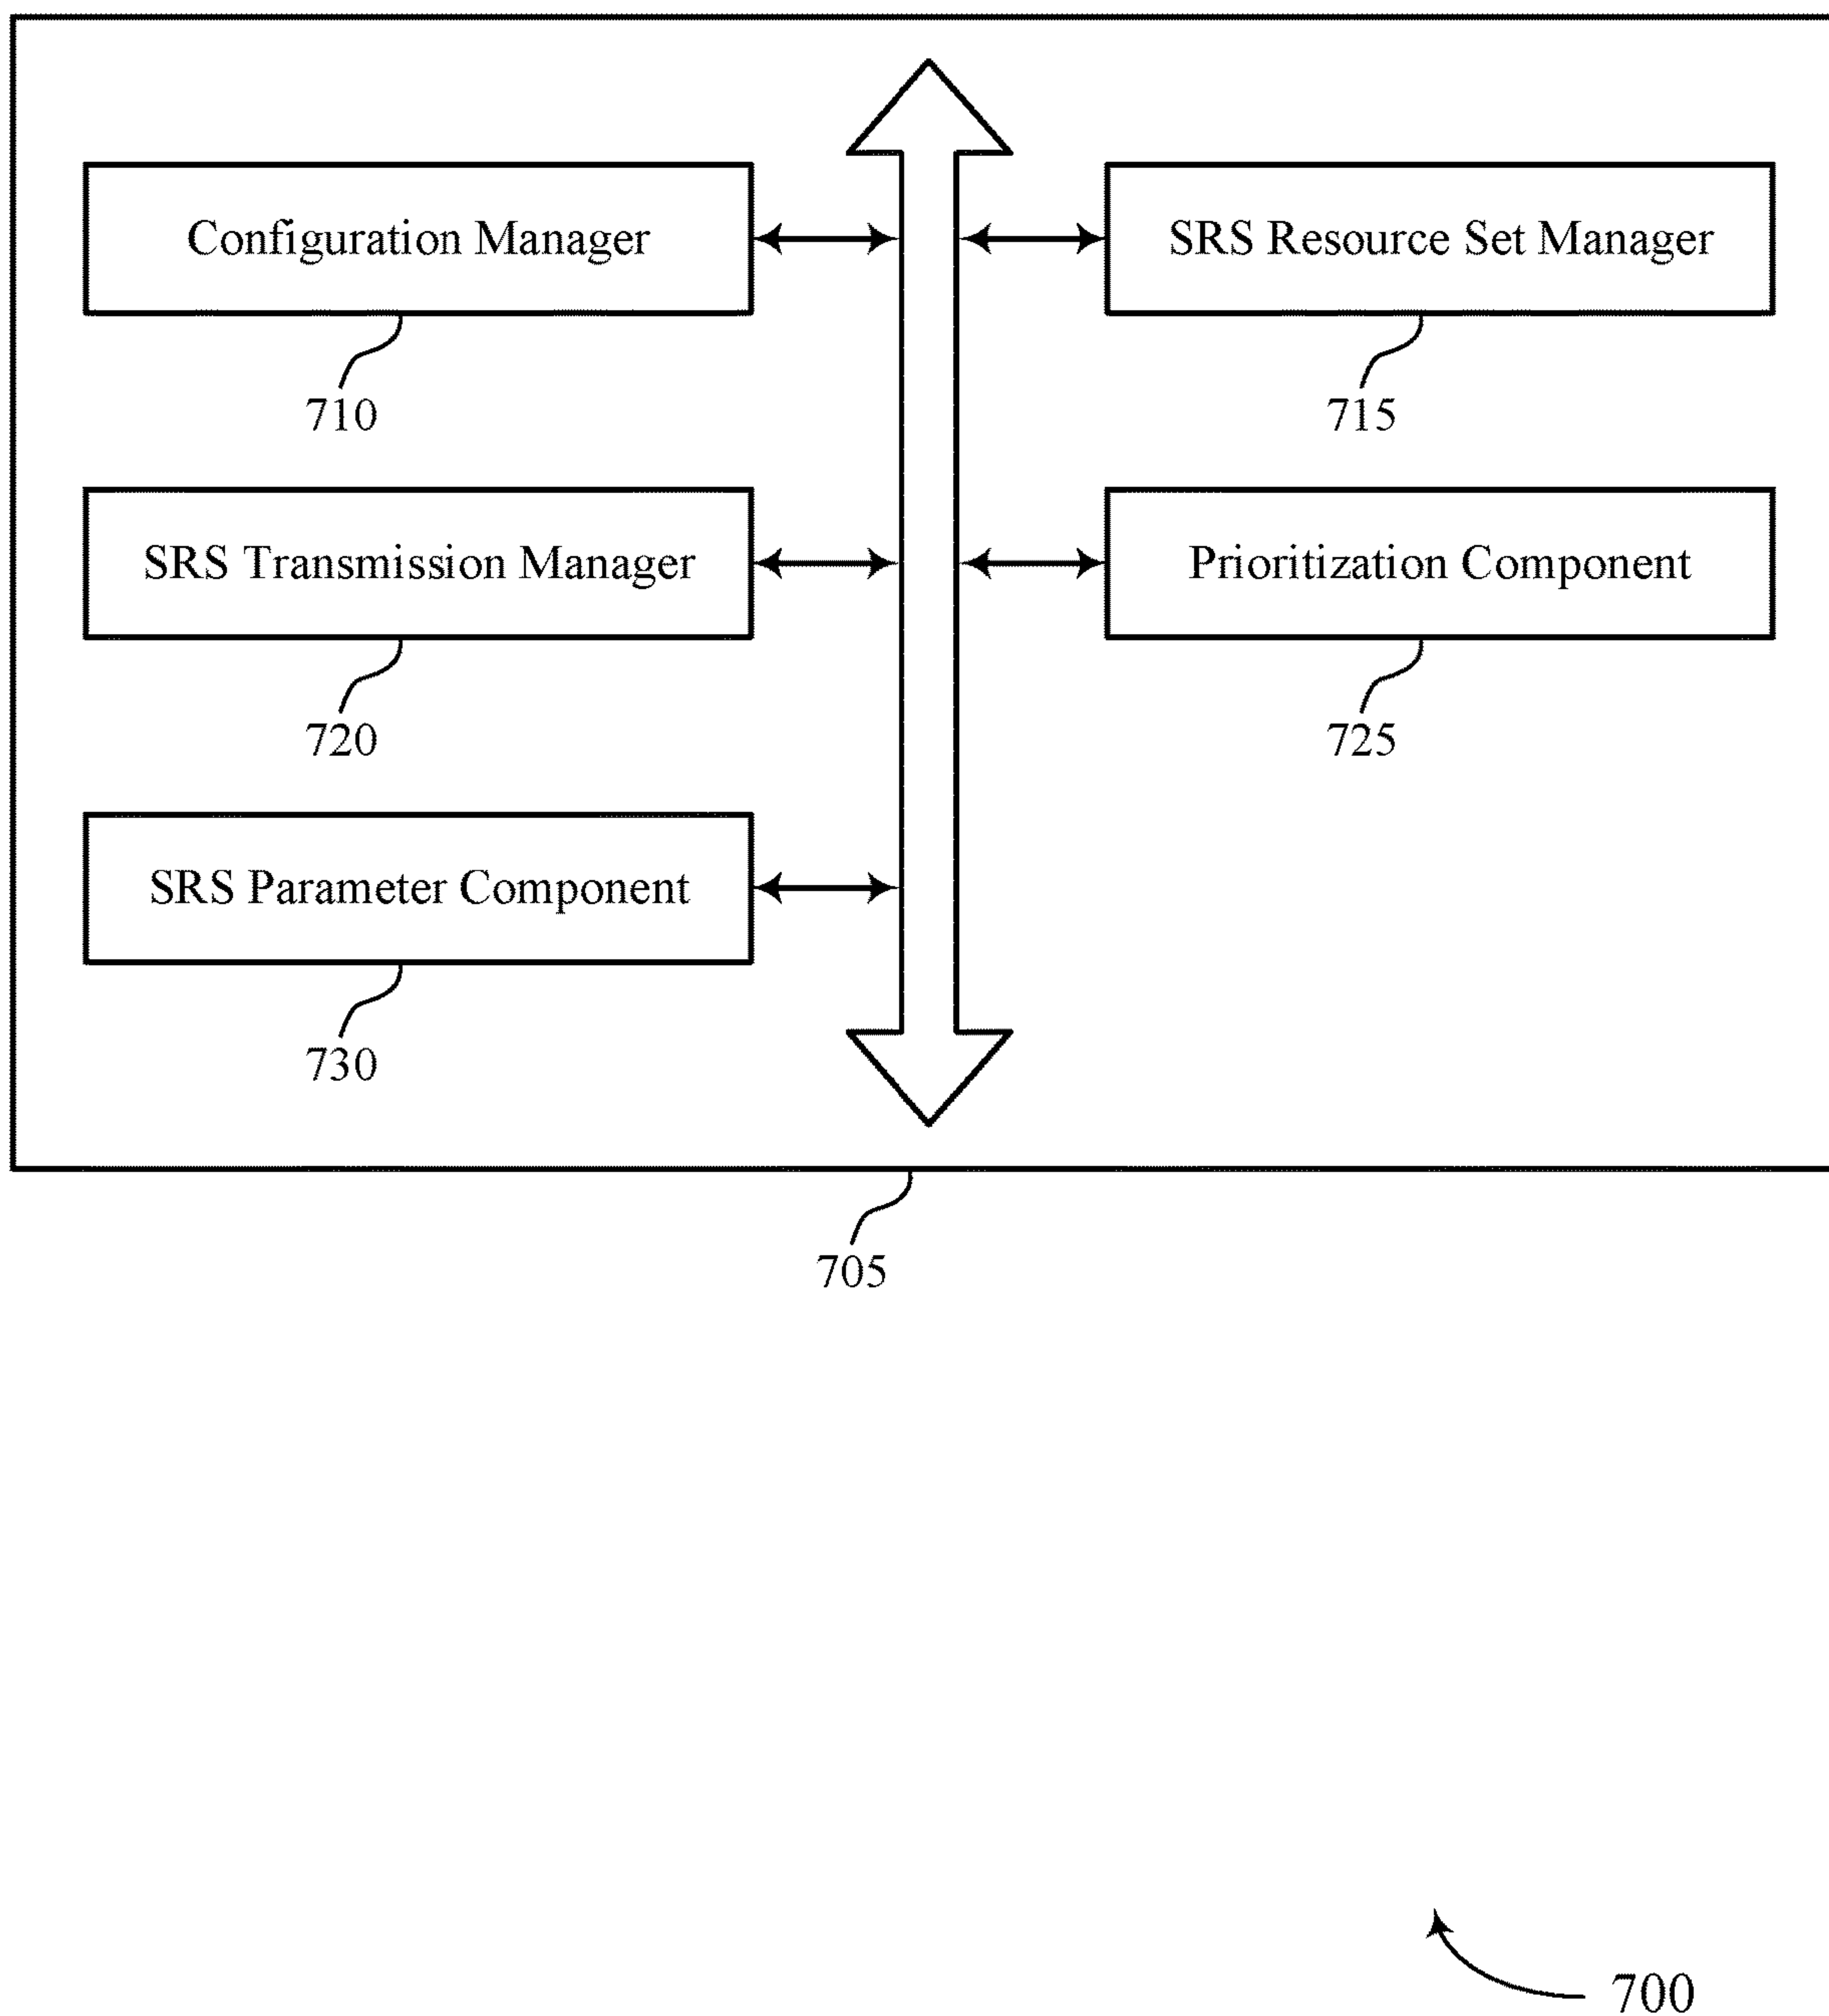 Configuration Manager
SRS Resource Set Manager
710
715
SRS Transmission Manager
Prioritization Component
720
725
SRS Parameter Component
730
705
700